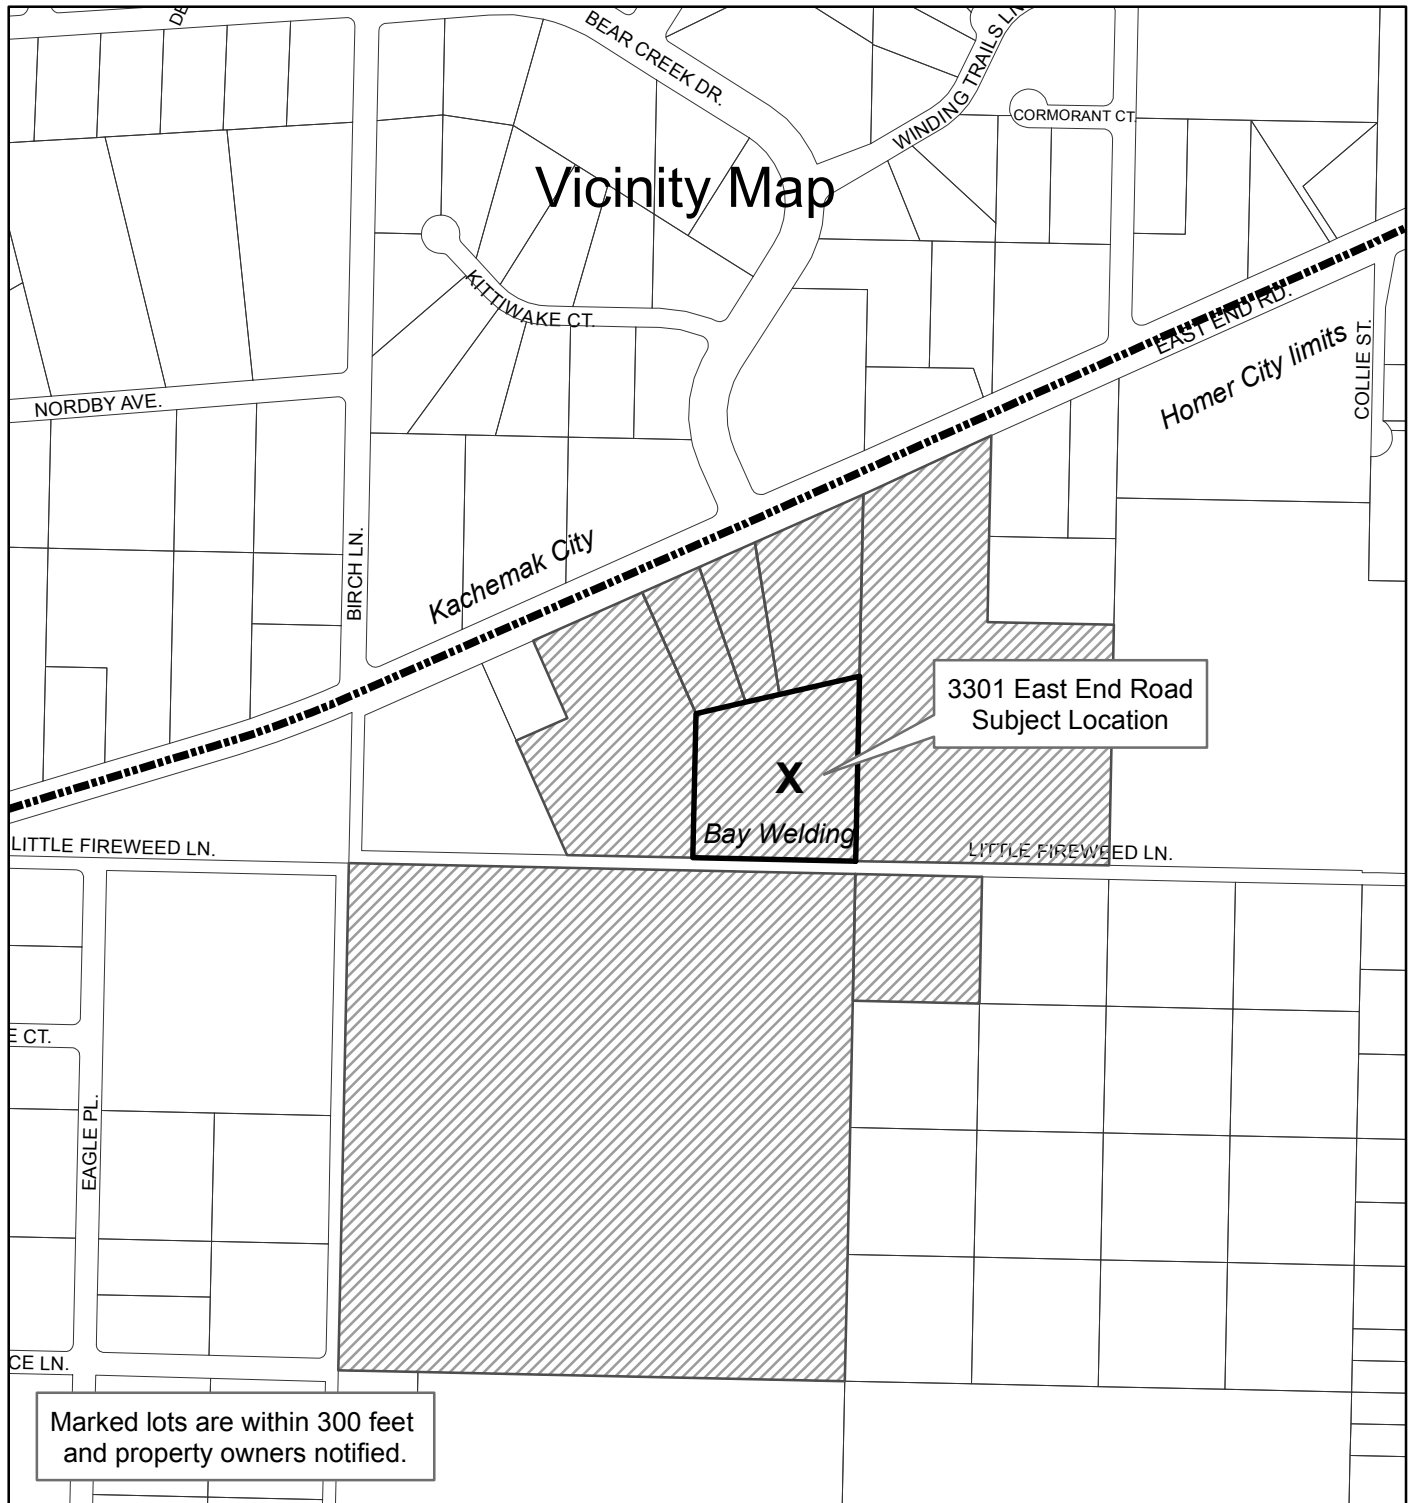 DE
BEAR CREEK DR.
WINDING TRAILS LN
CORMORANT CT.
Vicinity Map
KITTIWAKE CT.
EAST END RD.
Homer City limits
COLLIE ST.
NORDBY AVE.
BIRCH LN.
Kachemak City
3301 East End Road
Subject Location
X
Bay Welding
LITTLE FIREWEED LN.
LITTLE FIREWEED LN.
E CT.
EAGLE PL.
CE LN.
Marked lots are within 300 feet
and property owners notified.